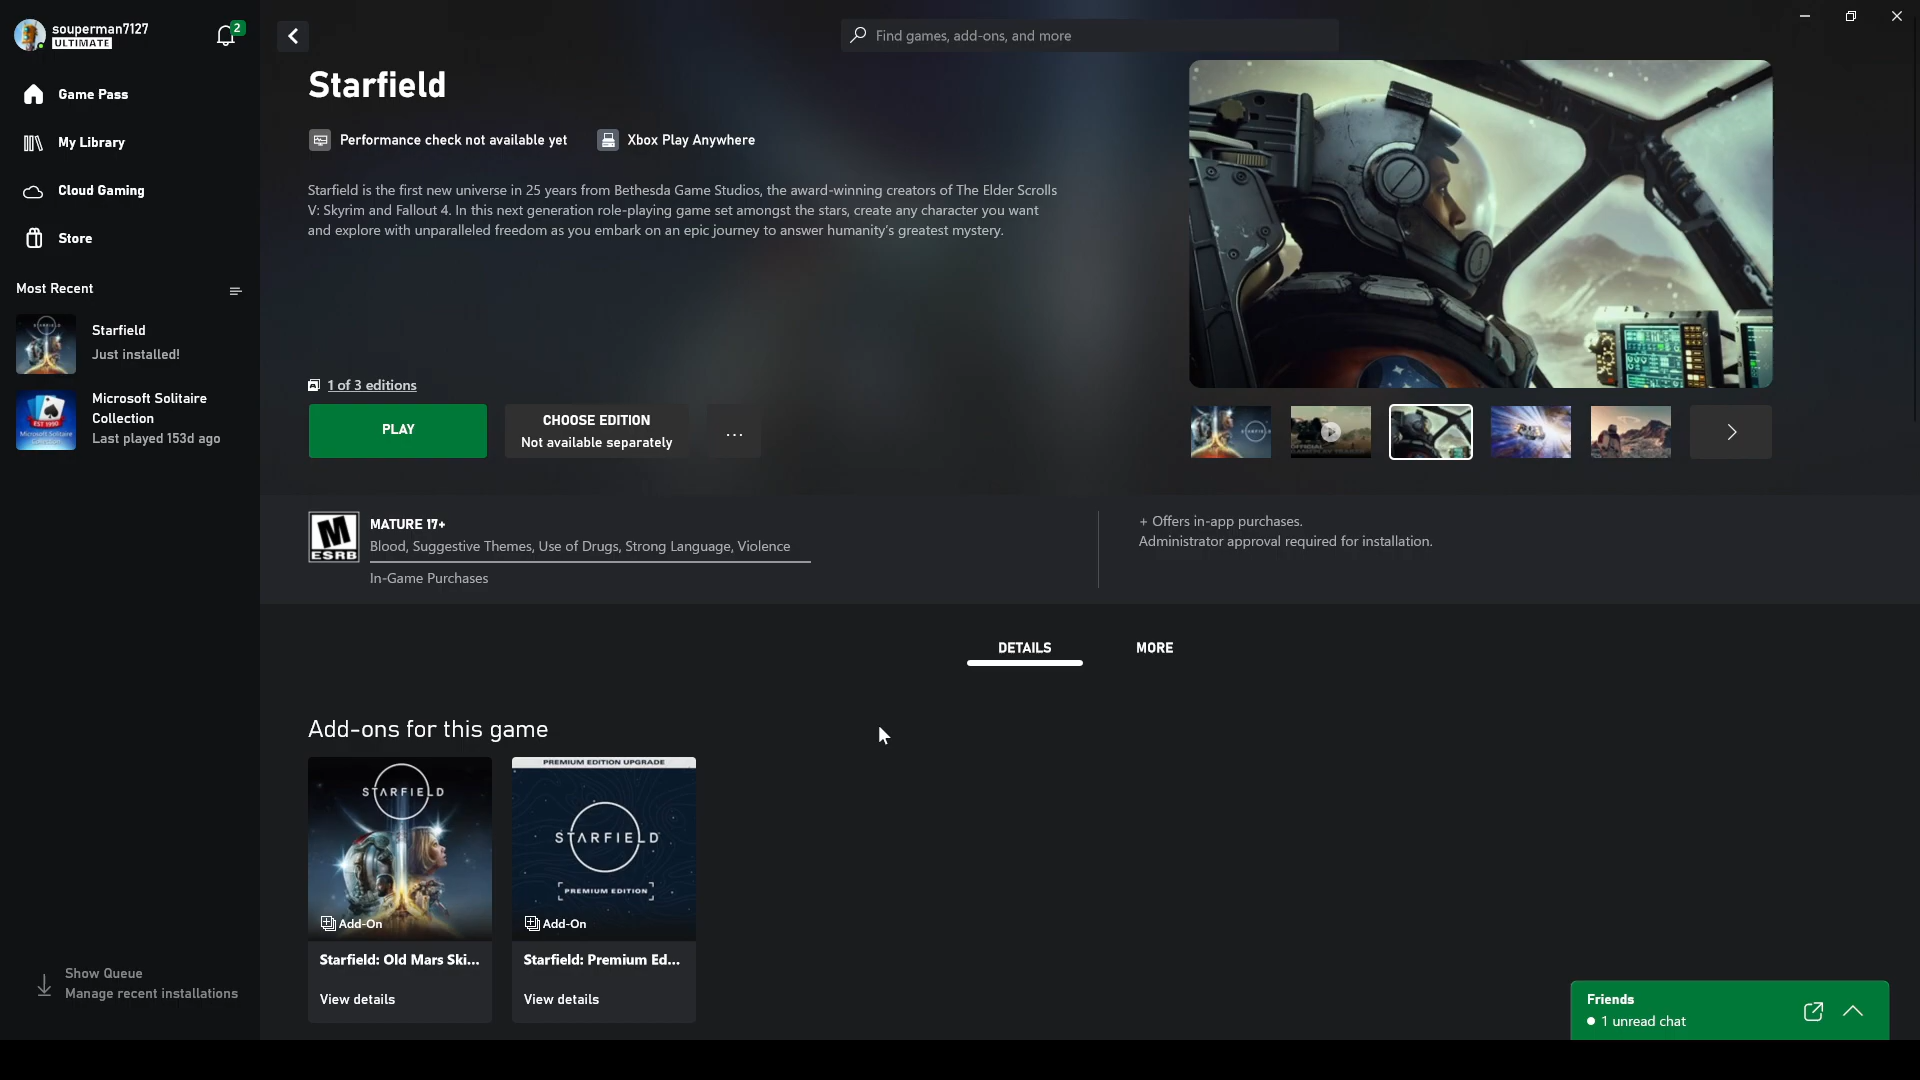 souperman7127
ULTIMATE
2
Find games, add-ons, and more
Game Pass
My Library
Cloud Gaming
Store
Most Recent
STARFIELD
Starfield
Just installed!
EST 1990
Microsoft Solitaire
Microsoft Solitaire
Collection
Last played 153d ago
Show Queue
Manage recent installations
Starfield
Performance check not available yet
Xbox Play Anywhere
Starfield is the first new universe in 25 years from Bethesda Game Studios, the award-winning creators of The Elder Scrolls
V: Skyrim and Fallout 4. In this next generation role-playing game set amongst the stars, create any character you want
and explore with unparalleled freedom as you embark on an epic journey to answer humanity’s greatest mystery.
1 of 3 editions
PLAY
CHOOSE EDITION
Not available separately
...
M
ESRB
MATURE 17+
Blood, Suggestive Themes, Use of Drugs, Strong Language, Violence
In-Game Purchases
+ Offers in-app purchases.
Administrator approval required for installation.
DETAILS
MORE
Add-ons for this game
STARFIELD
Add-On
Starfield: Old Mars Ski...
View details
PREMIUM EDITION UPGRADE
STARFIELD
PREMIUM EDITION
Add-On
Starfield: Premium Ed...
View details
Friends
1 unread chat